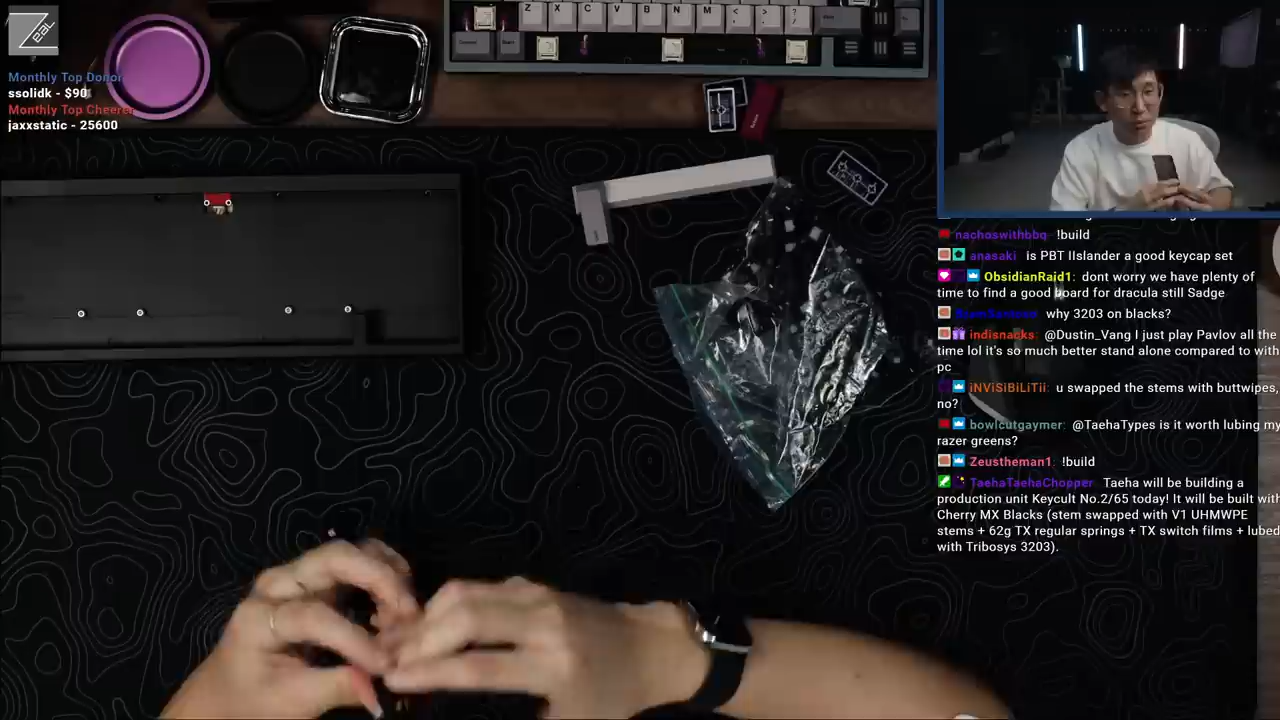 Zeal
Monthly Top Donor
ssolidk - $90
Monthly Top Cheerer
jaxxstatic - 25600
Z X C V B N M < > ?
nachoswithbbq !build
anasaki is PBT IIslander a good keycap set
ObsidianRaid1: dont worry we have plenty of
time to find a good board for dracula still Sadge
why 3203 on blacks?
indisnacks: @Dustin_Vang I just play Pavlov all the
time lol it's so much better stand alone compared to with
pc
iNViSiBiLiTii: u swapped the stems with buttwipes,
no?
bowlcutgaymer: @TaehaTypes is it worth lubing my
razer greens?
Zeustheman1: !build
TaehaTaehaChopper Taeha will be building a
production unit Keycult No.2/65 today! It will be built with
Cherry MX Blacks (stem swapped with V1 UHMWPE
stems + 62g TX regular springs + TX switch films + lubed
with Tribosys 3203).